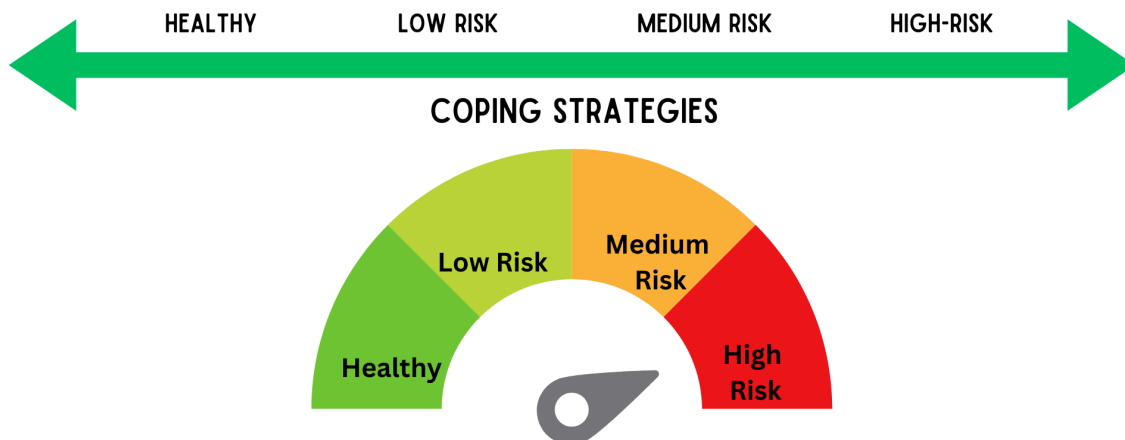 HEALTHY LOW RISK MEDIUM RISK HIGH-RISK
COPING STRATEGIES
Low Risk
Medium
Risk
Healthy
High
Risk